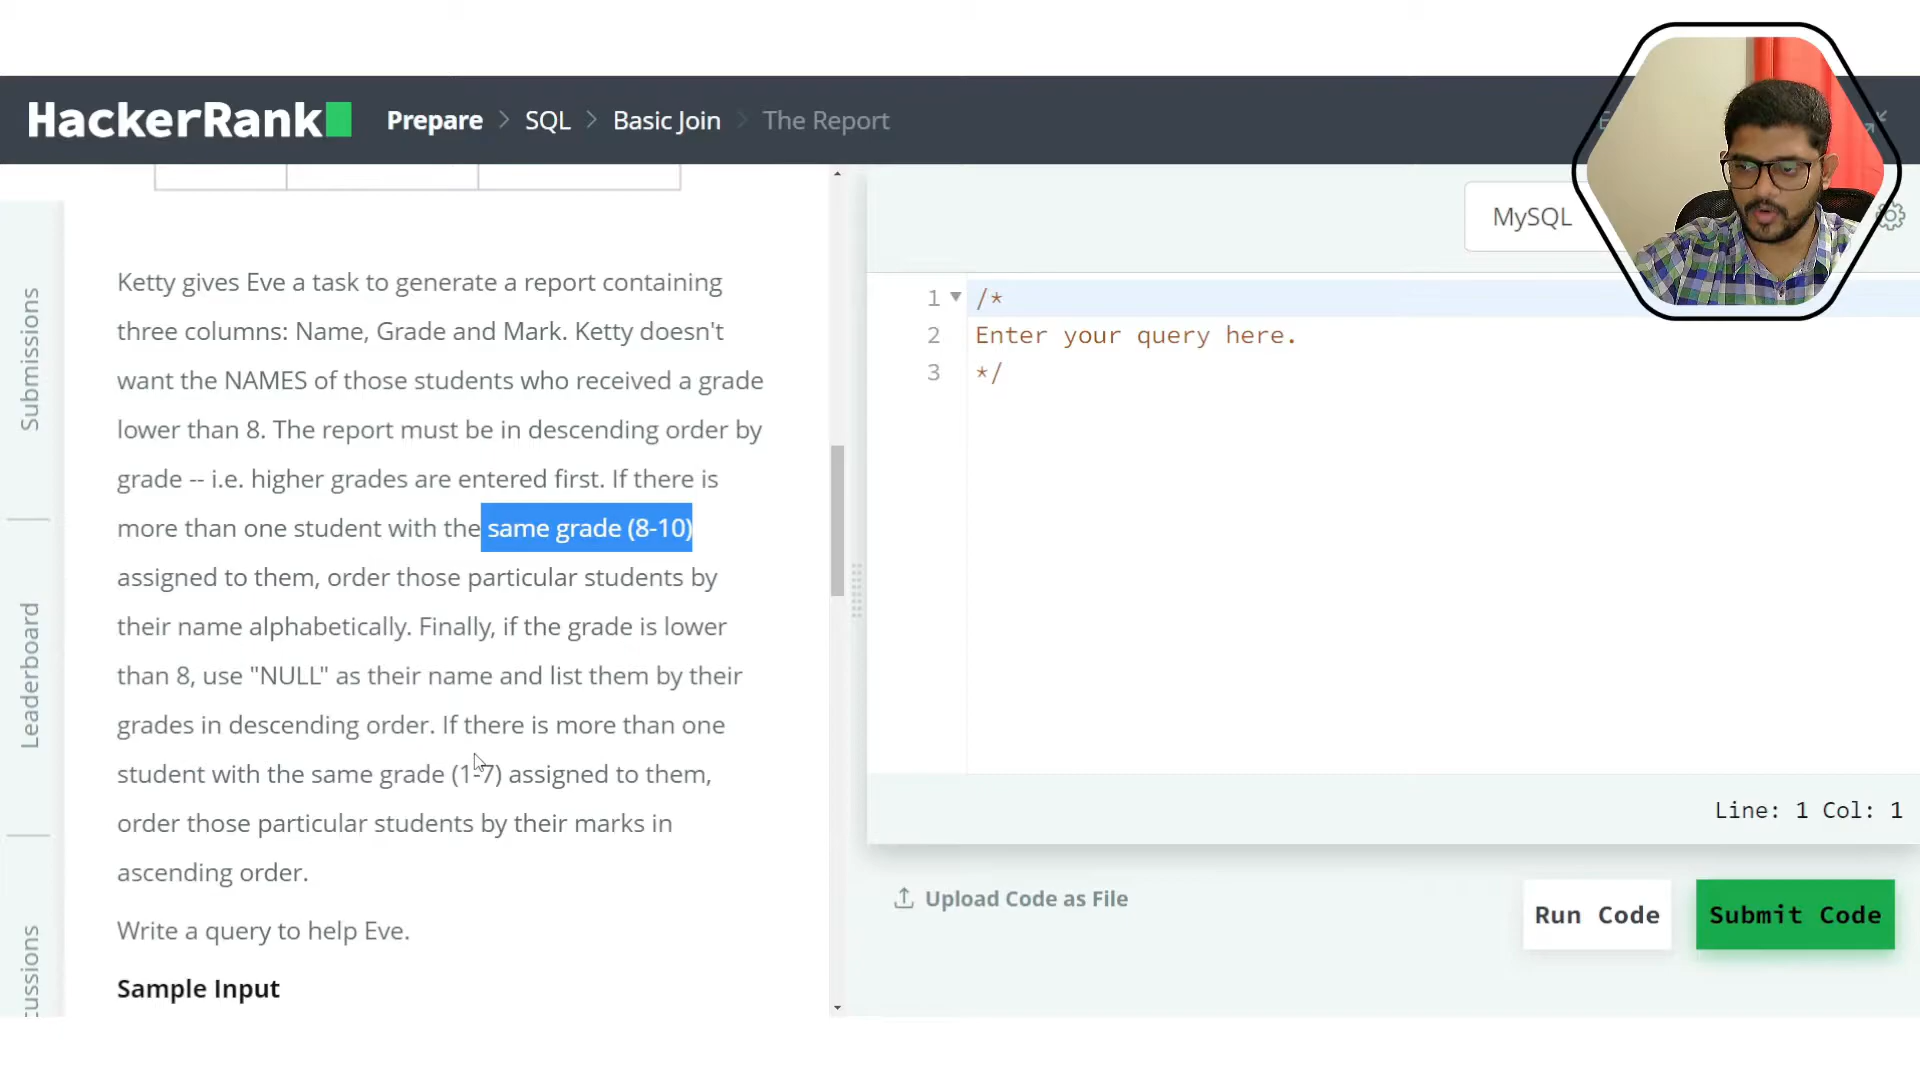 HackerRank Prepare > SQL > Basic Join > The Report
MySQL
Submissions
Leaderboard
cussions
Ketty gives Eve a task to generate a report containing
three columns: Name, Grade and Mark. Ketty doesn't
want the NAMES of those students who received a grade
lower than 8. The report must be in descending order by
grade -- i.e. higher grades are entered first. If there is
more than one student with the same grade (8-10)
assigned to them, order those particular students by
their name alphabetically. Finally, if the grade is lower
than 8, use "NULL" as their name and list them by their
grades in descending order. If there is more than one
student with the same grade (1-7) assigned to them,
order those particular students by their marks in
ascending order.
Write a query to help Eve.
Sample Input
1 /*
2 Enter your query here.
3 */
Line: 1 Col: 1
Upload Code as File
Run Code
Submit Code